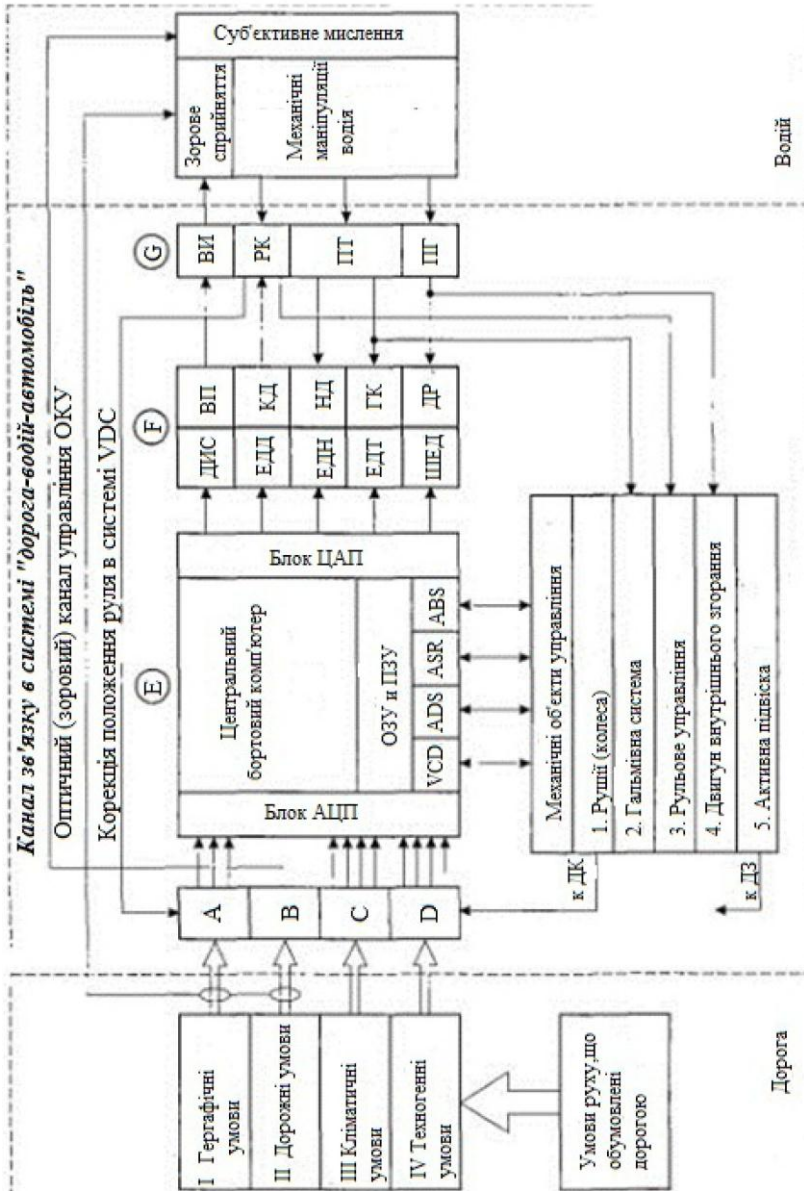 Канал зв'язку в системі "дорога-водій-автомобіль"
Оптичний (зоровий) канал управління ОКУ
Корекція положення руля в системі VDC
I Гергафічні
умови
II Дорожні умови
III Кліматичні
умови
IV Техногенні
умови
Умови руху,що
обумовлені
дорогою
Дорога
A
B
C
D
к ДК
к ДЗ
E
Блок АЦП
Центральний
бортовий комп'ютер
ОЗУ и ПЗУ
VCD
ADS
ASR
ABS
Блок ЦАП
Механічні об'єкти управління
1. Рушії (колеса)
2. Гальмівна система
3. Рульове управління
4. Двигун внутрішнього згорання
5. Активна підвіска
F
ДИС
ВП
ЕДД
КД
ЕДН
НД
ЕДТ
ГК
ШЕД
ДР
G
ВИ
РК
ПТ
ПГ
Зорове
сприйняття
Механічні
маніпуляції
водія
Суб'єктивне мислення
Водій